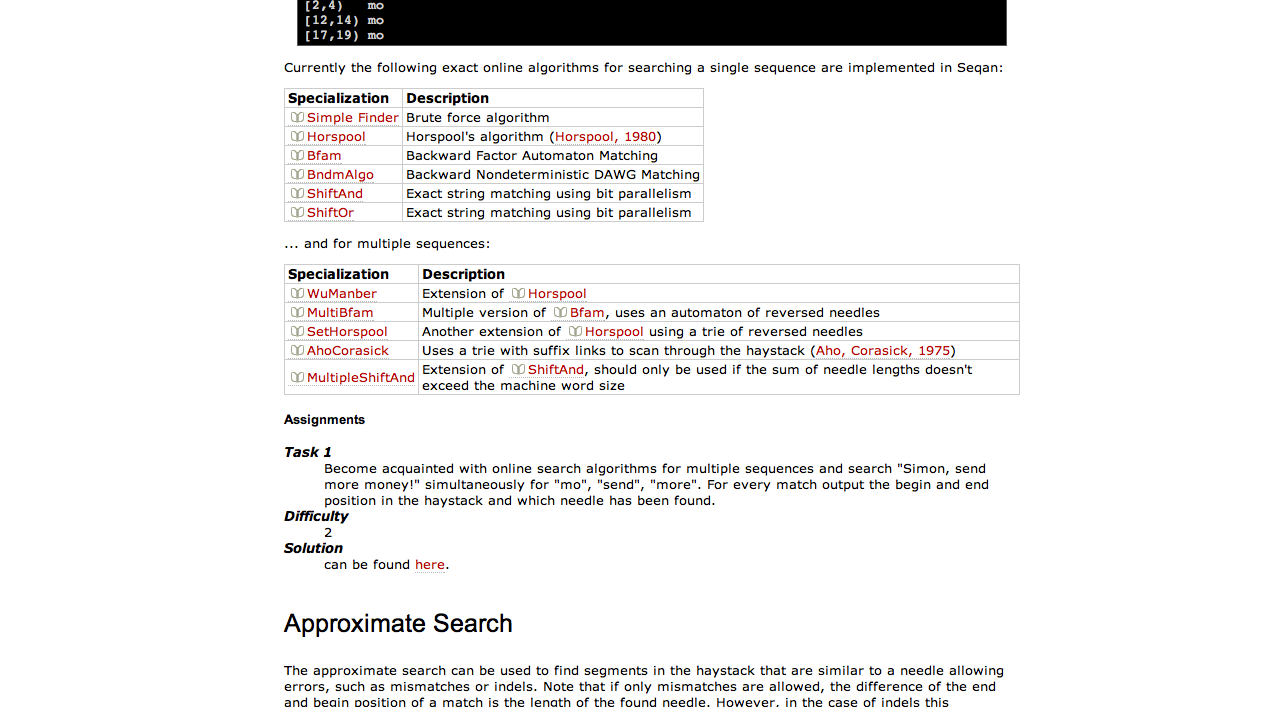 [2,4) mo
[12,14) mo
[17,19) mo
Currently the following exact online algorithms for searching a single sequence are implemented in Seqan:
Specialization Description
Simple Finder Brute force algorithm
Horspool Horspool's algorithm (Horspool, 1980)
Bfam Backward Factor Automaton Matching
BndmAlgo Backward Nondeterministic DAWG Matching
ShiftAnd Exact string matching using bit parallelism
ShiftOr Exact string matching using bit parallelism
... and for multiple sequences:
Specialization Description
WuManber Extension of Horspool
MultiBfam Multiple version of Bfam, uses an automaton of reversed needles
SetHorspool Another extension of Horspool using a trie of reversed needles
AhoCorasick Uses a trie with suffix links to scan through the haystack (Aho, Corasick, 1975)
MultipleShiftAnd Extension of ShiftAnd, should only be used if the sum of needle lengths doesn't
exceed the machine word size
Assignments
Task 1
Become acquainted with online search algorithms for multiple sequences and search "Simon, send
more money!" simultaneously for "mo", "send", "more". For every match output the begin and end
position in the haystack and which needle has been found.
Difficulty
2
Solution
can be found here.
Approximate Search
The approximate search can be used to find segments in the haystack that are similar to a needle allowing
errors, such as mismatches or indels. Note that if only mismatches are allowed, the difference of the end
and begin position of a match is the length of the found needle. However, in the case of indels this